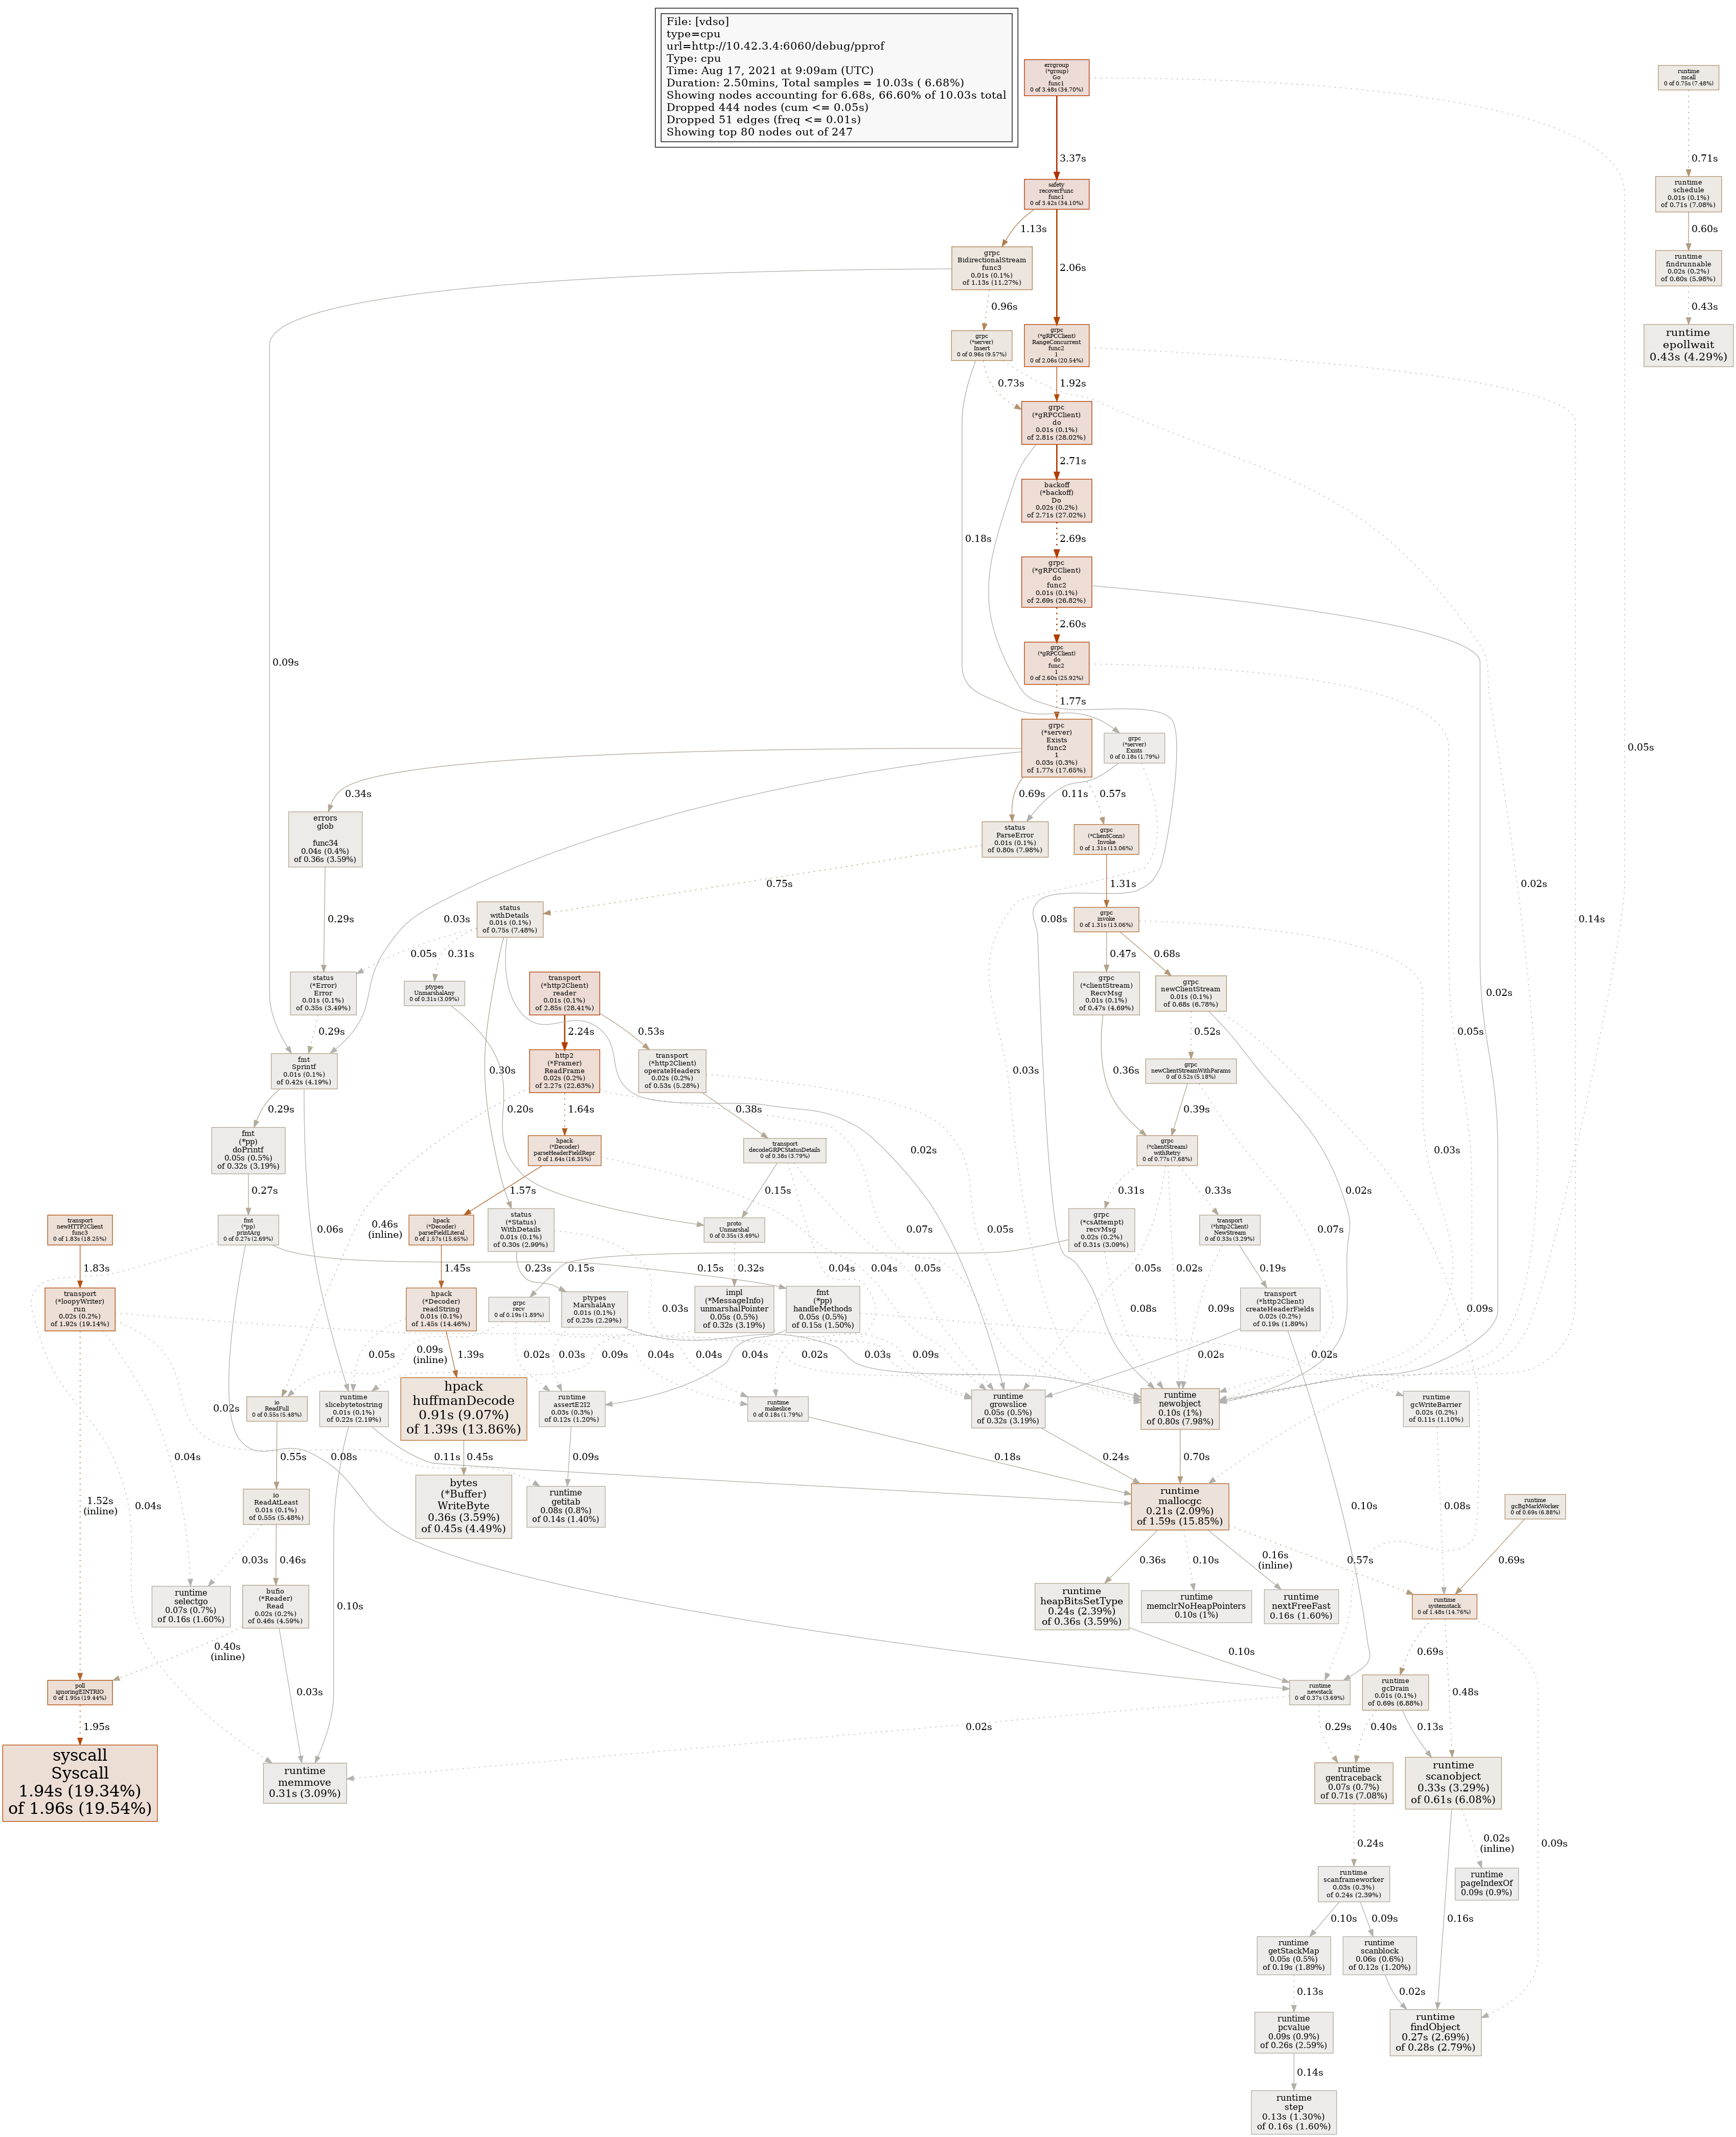 File: [vdso]
type=cpu
url=http://10.42.3.4:6060/debug/pprof
Type: cpu
Time: Aug 17, 2021 at 9:09am (UTC)
Duration: 2.50mins, Total samples = 10.03s ( 6.68%)
Showing nodes accounting for 6.68s, 66.60% of 10.03s total
Dropped 444 nodes (cum <= 0.05s)
Dropped 51 edges (freq <= 0.01s)
Showing top 80 nodes out of 247
errgroup
(*group)
Go
func1
0 of 3.48s (34.70%)
runtime
mcall
0 of 0.75s (7.48%)
3.37s
0.71s
safety
recoverFunc
func1
0 of 3.42s (34.10%)
runtime
schedule
0.01s (0.1%)
of 0.71s (7.08%)
1.13s
2.06s
0.60s
grpc
BidirectionalStream
func3
0.01s (0.1%)
of 1.13s (11.27%)
runtime
findrunnable
0.02s (0.2%)
of 0.60s (5.98%)
0.96s
0.43s
grpc
(*server)
Insert
0 of 0.96s (9.57%)
grpc
(*gRPCClient)
RangeConcurrent
func2
1
0 of 2.06s (20.54%)
runtime
epollwait
0.43s (4.29%)
0.73s
1.92s
grpc
(*gRPCClient)
do
0.01s (0.1%)
of 2.81s (28.02%)
2.71s
backoff
(*backoff)
Do
0.02s (0.2%)
of 2.71s (27.02%)
0.18s
2.69s
grpc
(*gRPCClient)
do
func2
0.01s (0.1%)
of 2.69s (26.82%)
2.60s
0.09s
grpc
(*gRPCClient)
do
func2
1
0 of 2.60s (25.92%)
1.77s
grpc
(*server)
Exists
func2
1
0.03s (0.3%)
of 1.77s (17.65%)
grpc
(*server)
Exists
0 of 0.18s (1.79%)
0.05s
0.34s
0.69s
0.11s
0.57s
errors
glob

func34
0.04s (0.4%)
of 0.36s (3.59%)
status
ParseError
0.01s (0.1%)
of 0.80s (7.98%)
grpc
(*ClientConn)
Invoke
0 of 1.31s (13.06%)
0.75s
1.31s
0.02s
0.29s
status
withDetails
0.01s (0.1%)
of 0.75s (7.48%)
0.03s
0.08s
grpc
invoke
0 of 1.31s (13.06%)
0.14s
0.05s
0.31s
0.47s
0.68s
status
(*Error)
Error
0.01s (0.1%)
of 0.35s (3.49%)
ptypes
UnmarshalAny
0 of 0.31s (3.09%)
transport
(*http2Client)
reader
0.01s (0.1%)
of 2.85s (28.41%)
grpc
(*clientStream)
RecvMsg
0.01s (0.1%)
of 0.47s (4.69%)
grpc
newClientStream
0.01s (0.1%)
of 0.68s (6.78%)
0.02s
0.29s
2.24s
0.53s
0.52s
0.05s
fmt
Sprintf
0.01s (0.1%)
of 0.42s (4.19%)
http2
(*Framer)
ReadFrame
0.02s (0.2%)
of 2.27s (22.63%)
transport
(*http2Client)
operateHeaders
0.02s (0.2%)
of 0.53s (5.28%)
grpc
newClientStreamWithParams
0 of 0.52s (5.18%)
0.30s
0.03s
0.36s
0.29s
0.20s
1.64s
0.38s
0.39s
fmt
(*pp)
doPrintf
0.05s (0.5%)
of 0.32s (3.19%)
hpack
(*Decoder)
parseHeaderFieldRepr
0 of 1.64s (16.35%)
transport
decodeGRPCStatusDetails
0 of 0.38s (3.79%)
0.02s
grpc
(*clientStream)
withRetry
0 of 0.77s (7.68%)
0.03s
0.27s
1.57s
0.15s
0.31s
0.33s
0.02s
transport
newHTTP2Client
func3
0 of 1.83s (18.25%)
fmt
(*pp)
printArg
0 of 0.27s (2.69%)
0.06s
0.46s
(inline)
hpack
(*Decoder)
parseFieldLiteral
0 of 1.57s (15.65%)
status
(*Status)
WithDetails
0.01s (0.1%)
of 0.30s (2.99%)
proto
Unmarshal
0 of 0.35s (3.49%)
0.07s
0.05s
grpc
(*csAttempt)
recvMsg
0.02s (0.2%)
of 0.31s (3.09%)
transport
(*http2Client)
NewStream
0 of 0.33s (3.29%)
0.07s
1.83s
1.45s
0.23s
0.15s
0.32s
0.15s
0.04s
0.04s
0.05s
0.05s
0.02s
0.19s
transport
(*loopyWriter)
run
0.02s (0.2%)
of 1.92s (19.14%)
hpack
(*Decoder)
readString
0.01s (0.1%)
of 1.45s (14.46%)
grpc
recv
0 of 0.19s (1.89%)
ptypes
MarshalAny
0.01s (0.1%)
of 0.23s (2.29%)
0.03s
impl
(*MessageInfo)
unmarshalPointer
0.05s (0.5%)
of 0.32s (3.19%)
fmt
(*pp)
handleMethods
0.05s (0.5%)
of 0.15s (1.50%)
0.08s
0.09s
transport
(*http2Client)
createHeaderFields
0.02s (0.2%)
of 0.19s (1.89%)
0.09s
0.05s
0.09s
(inline)
1.39s
0.02s
0.03s
0.09s
0.04s
0.04s
0.04s
0.02s
0.09s
0.03s
0.02s
0.02s
io
ReadFull
0 of 0.55s (5.48%)
runtime
slicebytetostring
0.01s (0.1%)
of 0.22s (2.19%)
hpack
huffmanDecode
0.91s (9.07%)
of 1.39s (13.86%)
runtime
assertE2I2
0.03s (0.3%)
of 0.12s (1.20%)
runtime
makeslice
0 of 0.18s (1.79%)
runtime
growslice
0.05s (0.5%)
of 0.32s (3.19%)
runtime
newobject
0.10s (1%)
of 0.80s (7.98%)
runtime
gcWriteBarrier
0.02s (0.2%)
of 0.11s (1.10%)
0.02s
0.04s
0.55s
0.08s
0.11s
0.45s
0.09s
0.18s
0.24s
0.70s
1.52s
(inline)
0.04s
io
ReadAtLeast
0.01s (0.1%)
of 0.55s (5.48%)
bytes
(*Buffer)
WriteByte
0.36s (3.59%)
of 0.45s (4.49%)
runtime
getitab
0.08s (0.8%)
of 0.14s (1.40%)
runtime
mallocgc
0.21s (2.09%)
of 1.59s (15.85%)
0.10s
0.08s
runtime
gcBgMarkWorker
0 of 0.69s (6.88%)
0.03s
0.46s
0.36s
0.10s
0.16s
(inline)
0.57s
0.69s
runtime
selectgo
0.07s (0.7%)
of 0.16s (1.60%)
bufio
(*Reader)
Read
0.02s (0.2%)
of 0.46s (4.59%)
0.10s
runtime
heapBitsSetType
0.24s (2.39%)
of 0.36s (3.59%)
runtime
memclrNoHeapPointers
0.10s (1%)
runtime
nextFreeFast
0.16s (1.60%)
runtime
systemstack
0 of 1.48s (14.76%)
0.40s
(inline)
0.10s
0.69s
poll
ignoringEINTRIO
0 of 1.95s (19.44%)
0.03s
runtime
newstack
0 of 0.37s (3.69%)
runtime
gcDrain
0.01s (0.1%)
of 0.69s (6.88%)
0.48s
1.95s
0.02s
0.29s
0.40s
0.13s
syscall
Syscall
1.94s (19.34%)
of 1.96s (19.54%)
runtime
memmove
0.31s (3.09%)
runtime
gentraceback
0.07s (0.7%)
of 0.71s (7.08%)
runtime
scanobject
0.33s (3.29%)
of 0.61s (6.08%)
0.24s
0.02s
(inline)
0.09s
runtime
scanframeworker
0.03s (0.3%)
of 0.24s (2.39%)
runtime
pageIndexOf
0.09s (0.9%)
0.10s
0.09s
0.16s
runtime
getStackMap
0.05s (0.5%)
of 0.19s (1.89%)
runtime
scanblock
0.06s (0.6%)
of 0.12s (1.20%)
0.13s
0.02s
runtime
pcvalue
0.09s (0.9%)
of 0.26s (2.59%)
runtime
findObject
0.27s (2.69%)
of 0.28s (2.79%)
0.14s
runtime
step
0.13s (1.30%)
of 0.16s (1.60%)